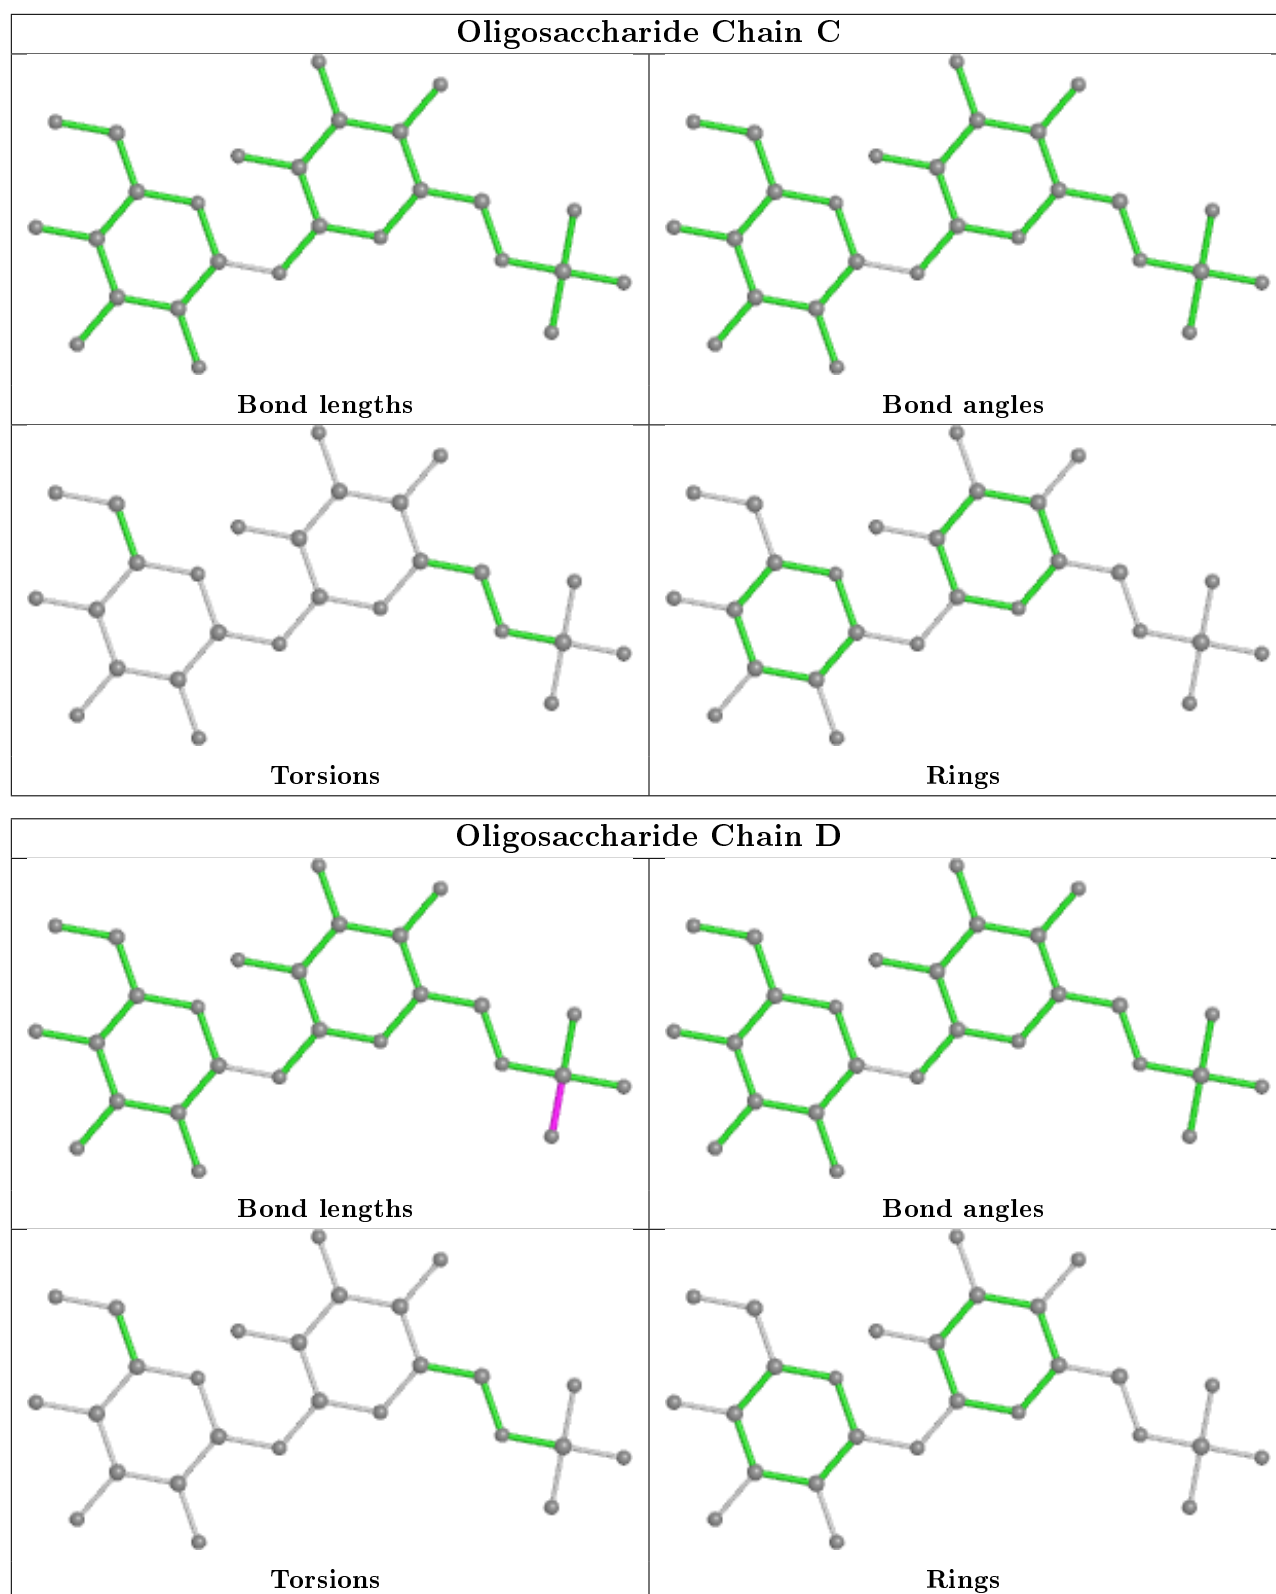 Oligosaccharide Chain C
Bond lengths
Bond angles
Torsions
Rings
Oligosaccharide Chain D
Bond lengths
Bond angles
Torsions
Rings